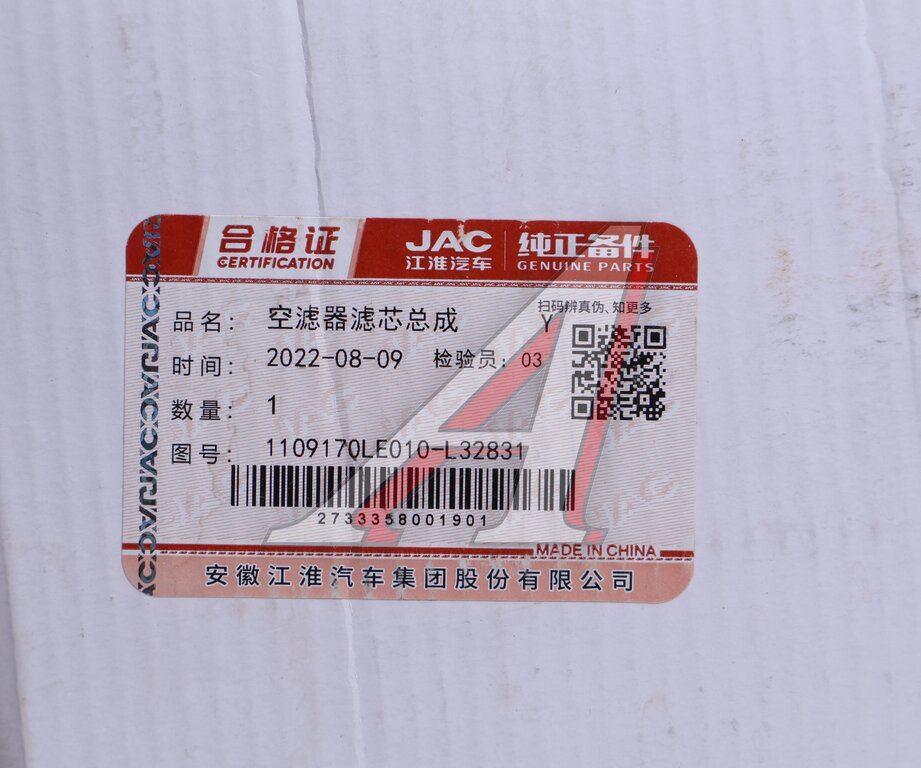 合格证
CERTIFICATION
JAC
江淮汽车
纯正备件
GENUINE PARTS
扫码辨真伪、知更多
品名: 空滤器滤芯总成 Y
时间: 2022-08-09 检验员: 03
数量: 1
图号: 1109170LE010-L32831
2733358001901
MADE IN CHINA
安徽江淮汽车集团股份有限公司